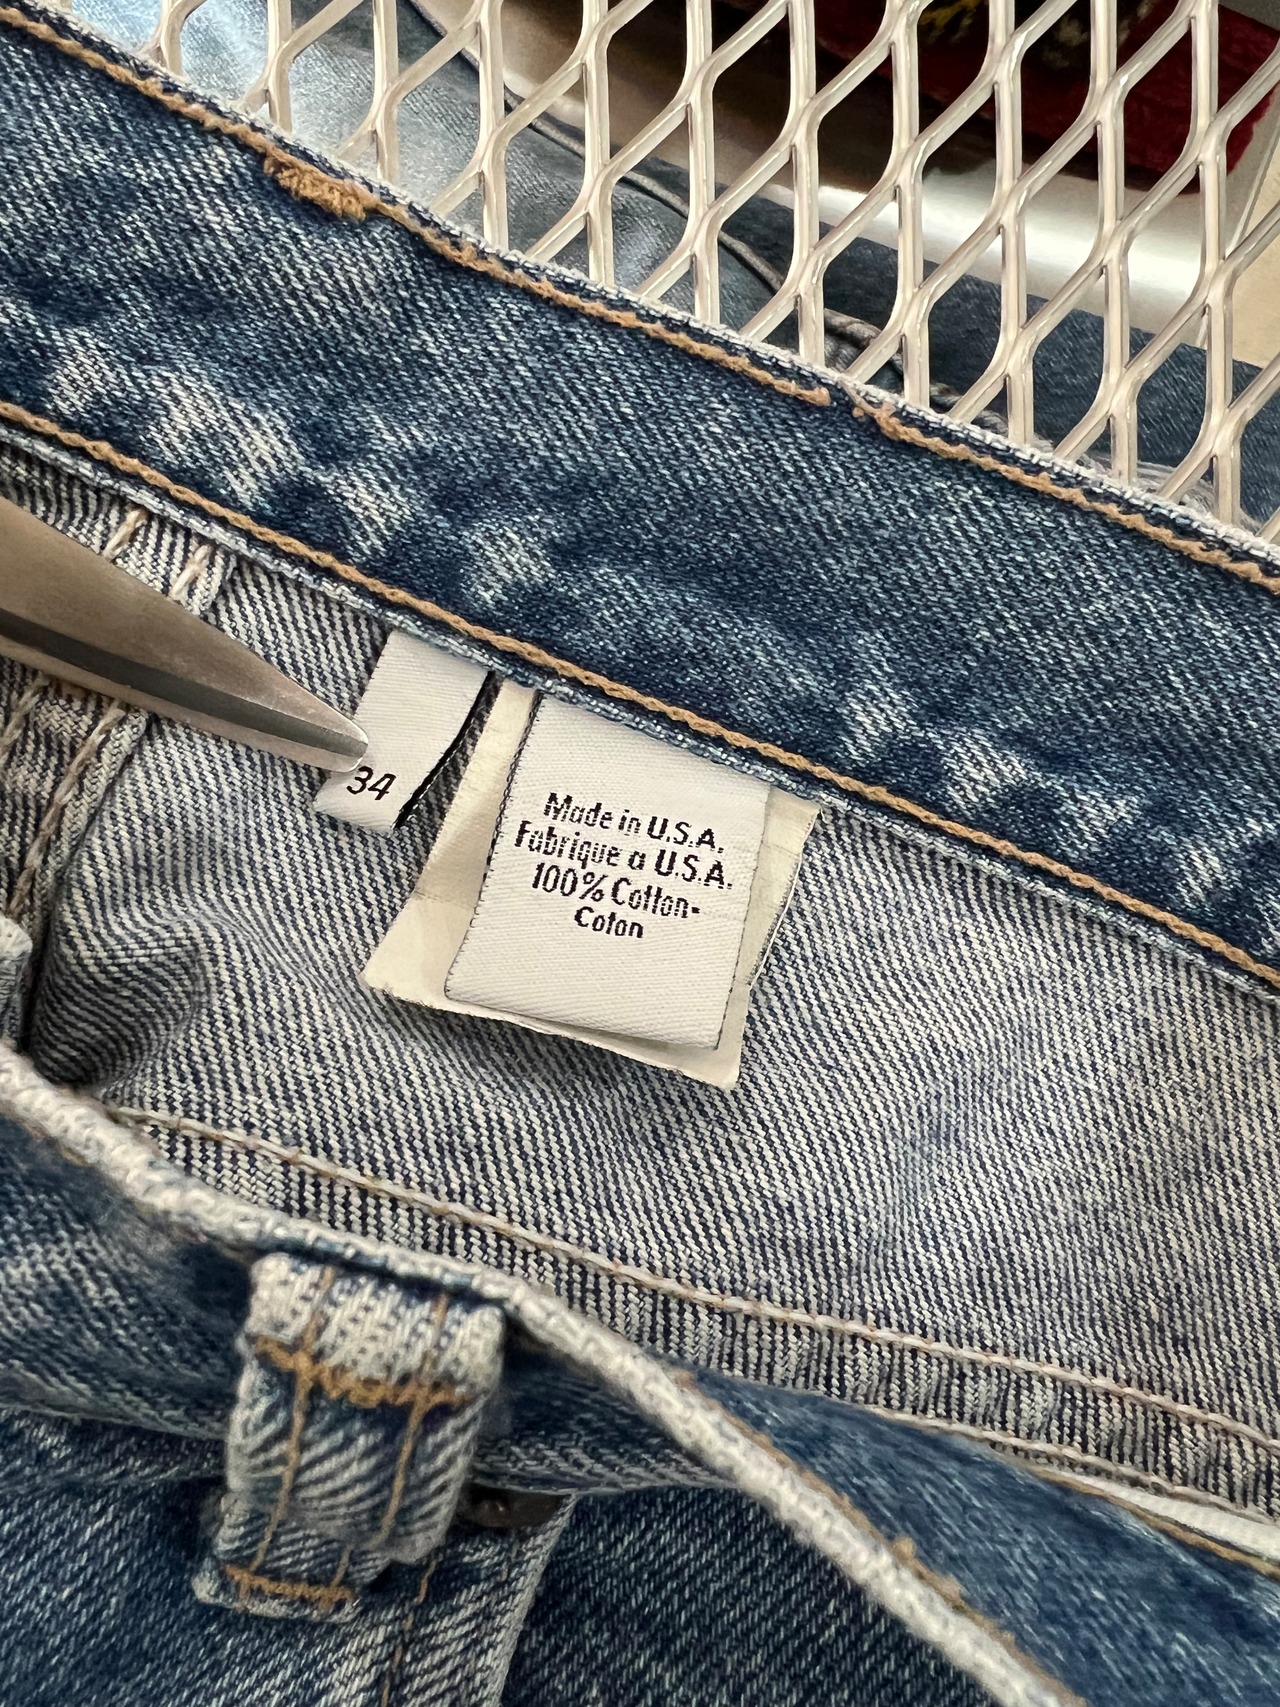 34
Made in U.S.A.
Fabrique a U.S.A.
100% Cotton-
Coton